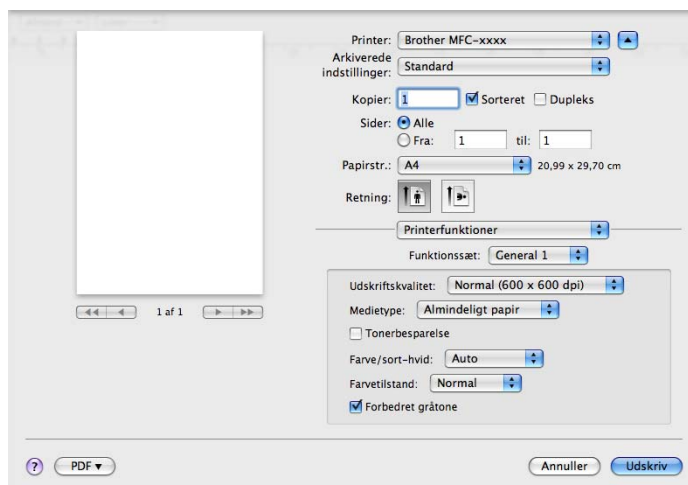 Printer: Brother MFC-xxxx
Arkiverede
indstillinger: Standard
Kopier: 1 Sorteret Dupleks
Sider: Alle
Fra: 1 til: 1
Papirstr.: A4 20,99 x 29,70 cm
Retning:
Printerfunktioner
Funktionssæt: General 1
Udskriftskvalitet: Normal (600 x 600 dpi)
1 af 1
Medietype: Almindeligt papir
Tonerbesparelse
Farve/sort-hvid: Auto
Farvetilstand: Normal
Forbedret gråtone
? PDF Annuller Udskriv